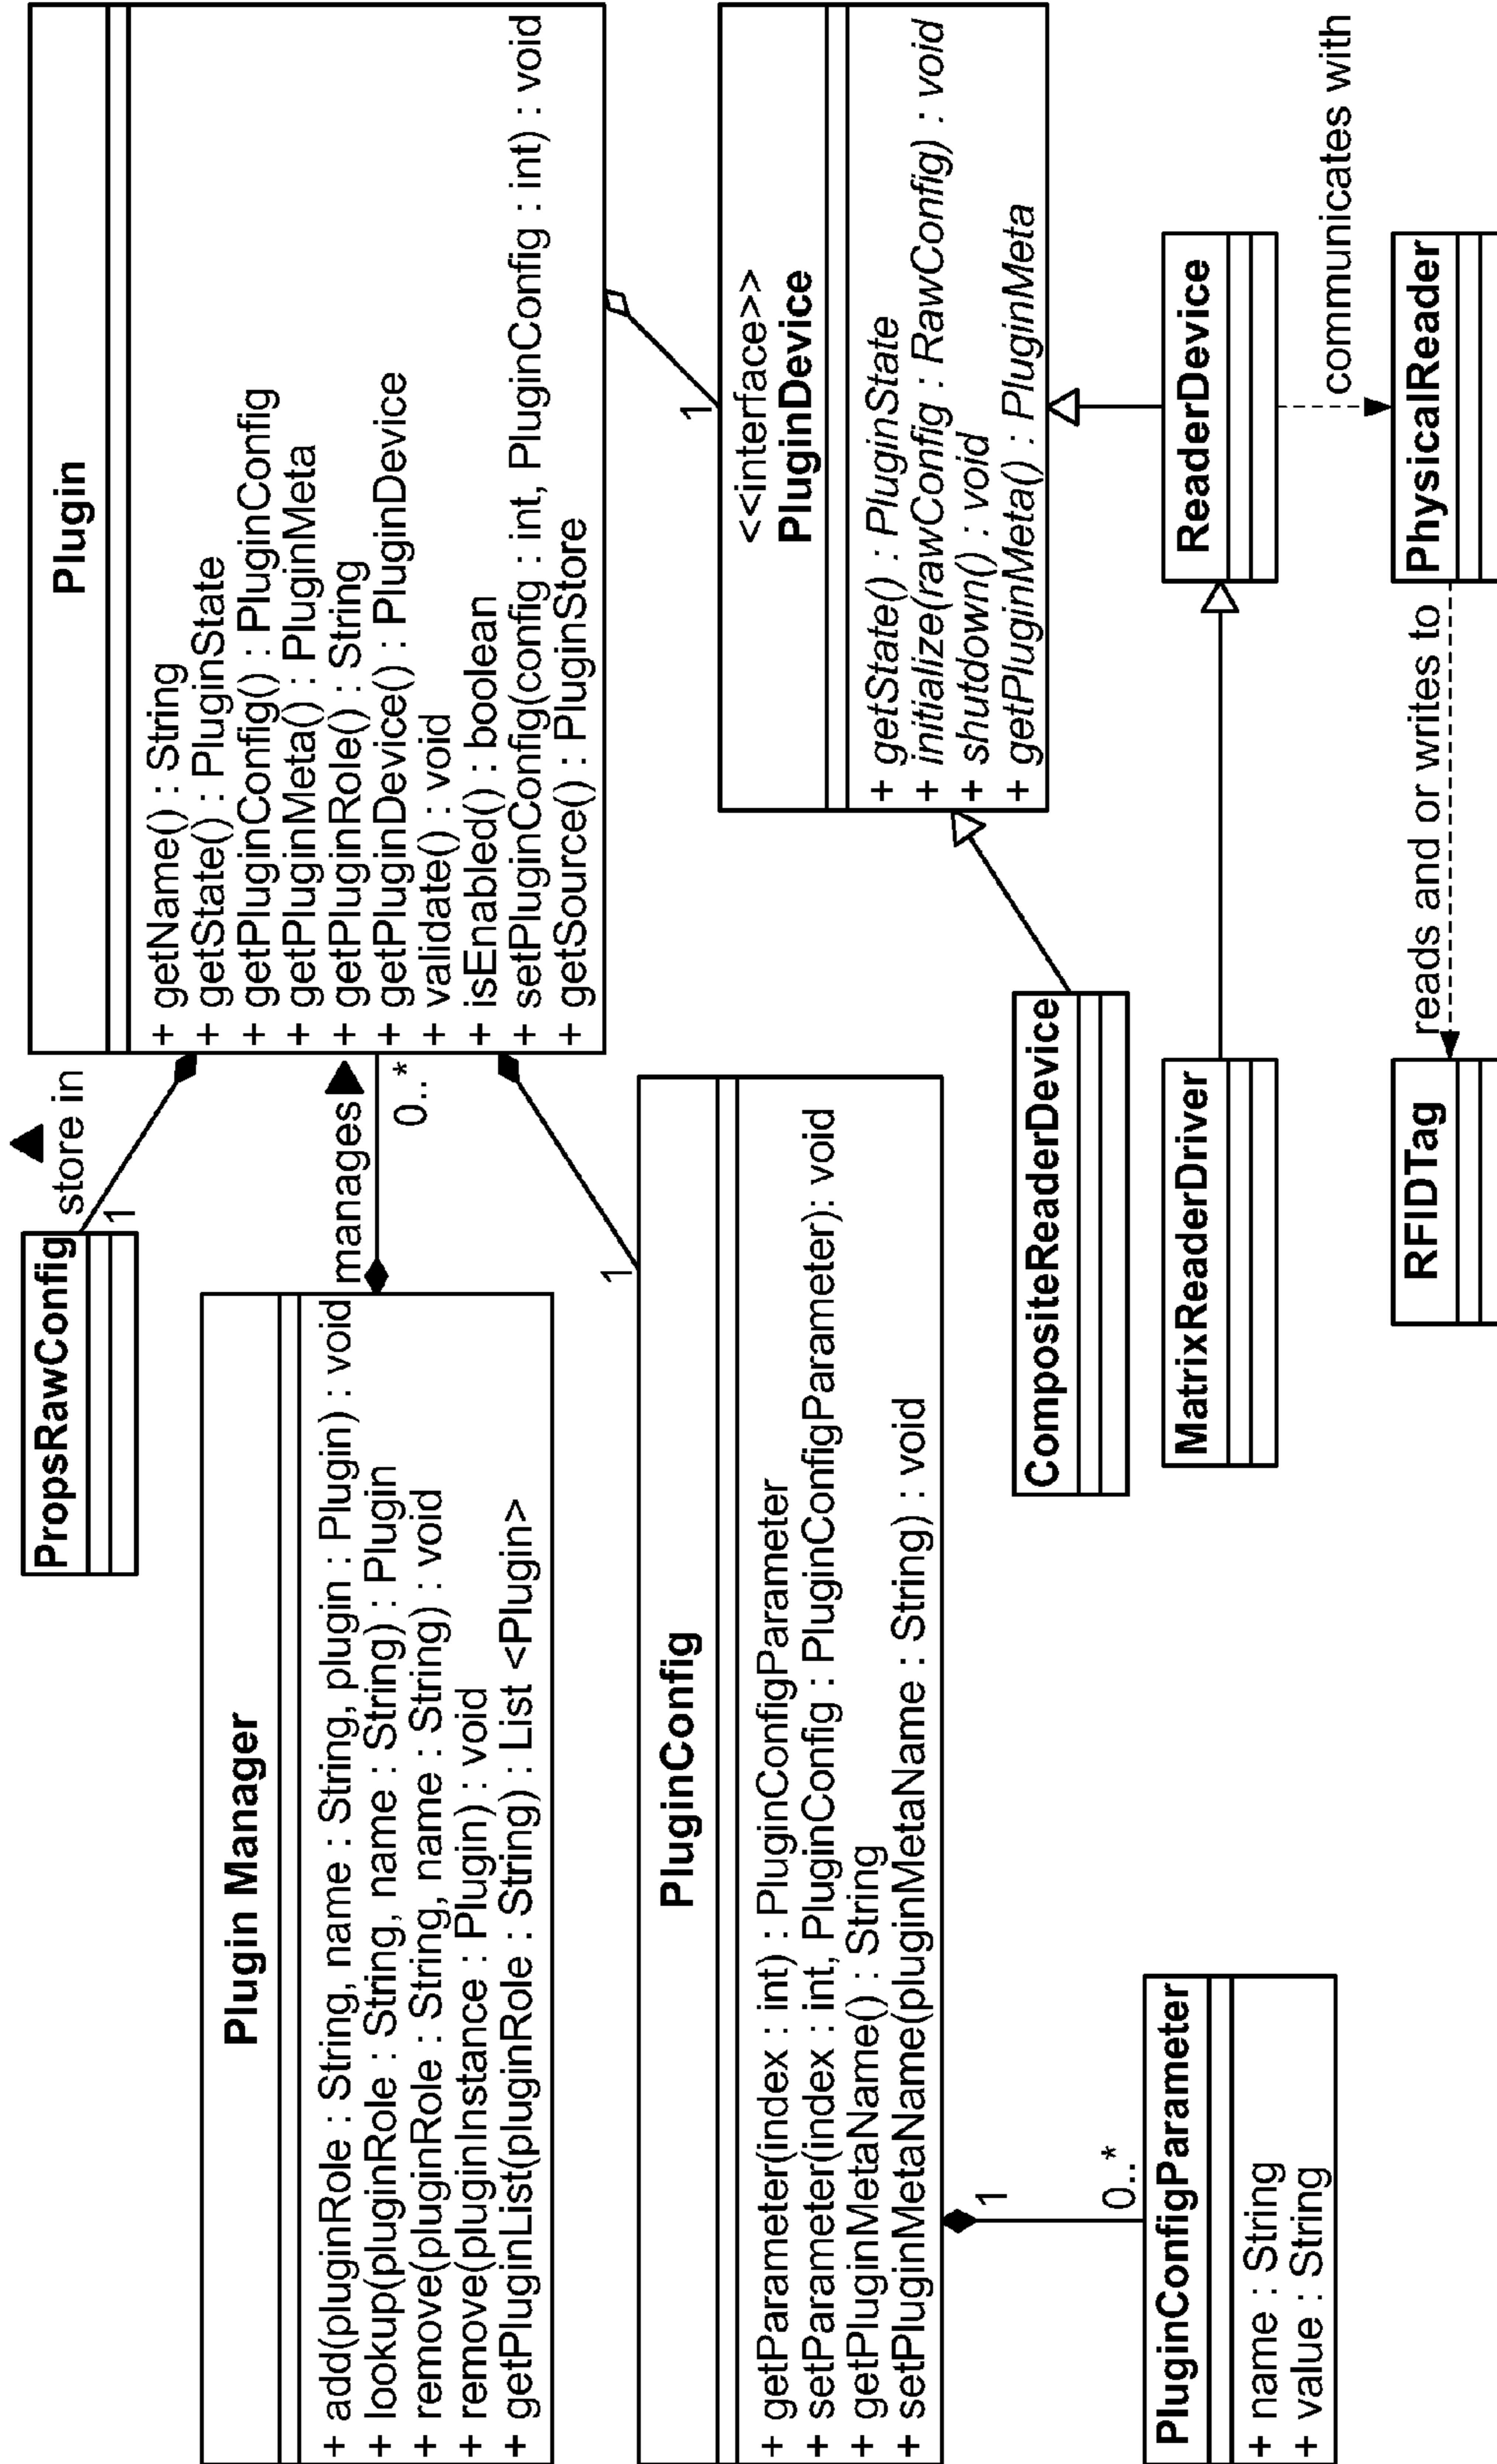 PropsRawConfig
1
store in
Plugin
+ getName() : String
+ getState() : PluginState
+ getPluginConfig() : PluginConfig
+ getPluginMeta() : PluginMeta
+ getPluginRole() : String
+ getPluginDevice() : PluginDevice
+ validate() : void
+ isEnabled() : boolean
+ setPluginConfig(config : int, PluginConfig : int) : void
+ getSource() : PluginStore
Plugin Manager
+ add(pluginRole : String, name : String, plugin : Plugin) : void
+ lookup(pluginRole : String, name : String) : Plugin
+ remove(pluginRole : String, name : String) : void
+ remove(pluginInstance : Plugin) : void
+ getPluginList(pluginRole : String) : List <Plugin>
manages
0..*
1
PluginConfig
+ getParameter(index : int) : PluginConfigParameter
+ setParameter(index : int, PluginConfig : PluginConfigParameter): void
+ getPluginMetaName() : String
+ setPluginMetaName(pluginMetaName : String) : void
1
<<interface>>
PluginDevice
+ getState() : PluginState
+ initialize(rawConfig : RawConfig) : void
+ shutdown() : void
+ getPluginMeta() : PluginMeta
1
0..*
PluginConfigParameter
+ name : String
+ value : String
CompositeReaderDevice
MatrixReaderDriver
ReaderDevice
communicates with
RFIDTag
reads and or writes to
PhysicalReader